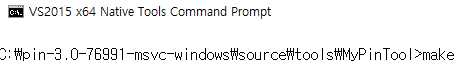 VS2015 x64 Native Tools Command Prompt
C:₩pin-3.0-76991-msvc-windows₩source₩tools₩MyPinTool>make